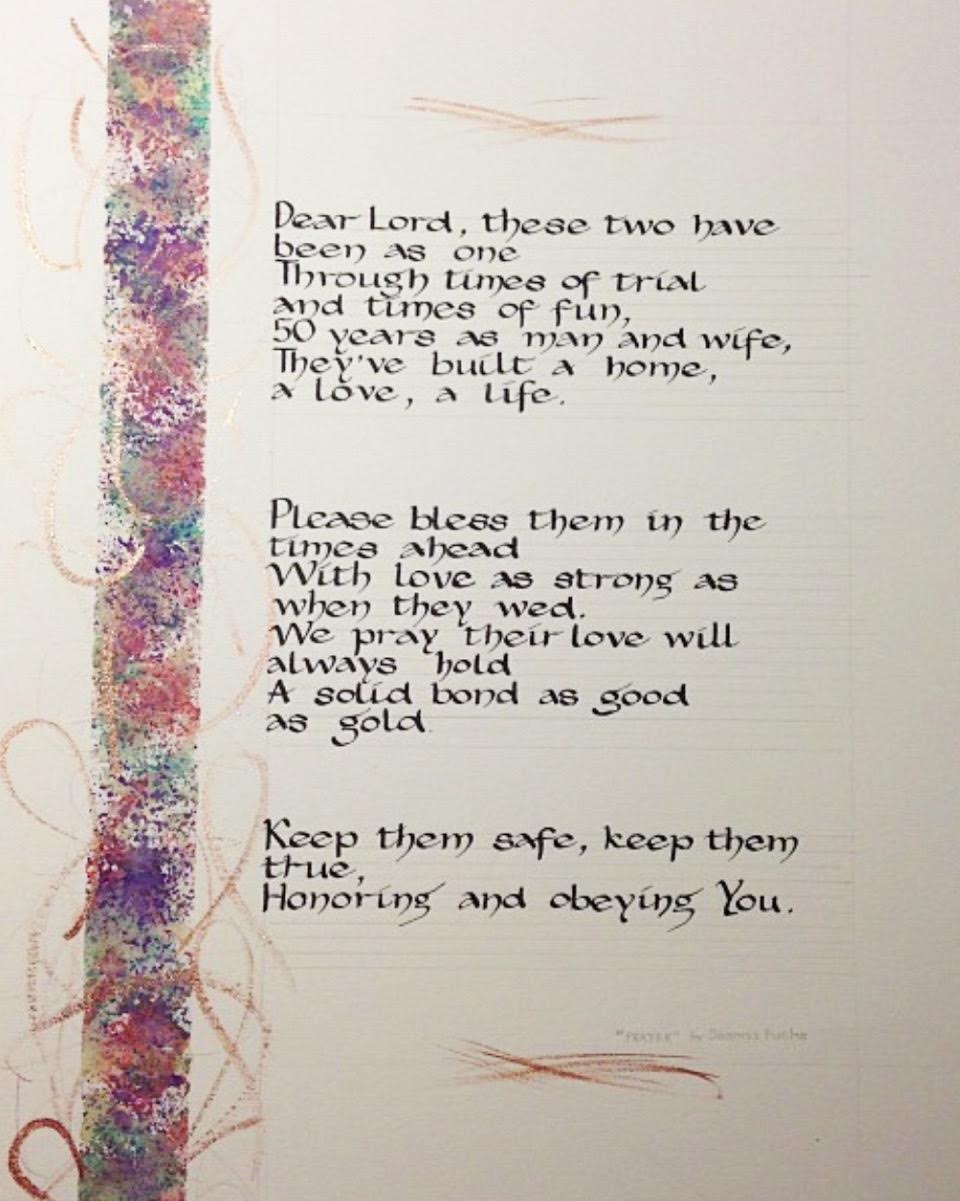 Dear Lord, these two have
been as one
Through times of trial
and times of fun,
50 years as man and wife,
They've built a home,
a love, a life.
Please bless them in the
times ahead
With love as strong as
when they wed.
We pray their love will
always hold
A solid bond as good
as gold.
Keep them safe, keep them
true,
Honoring and obeying You.
"PRAYER" by Joanna Fuchs